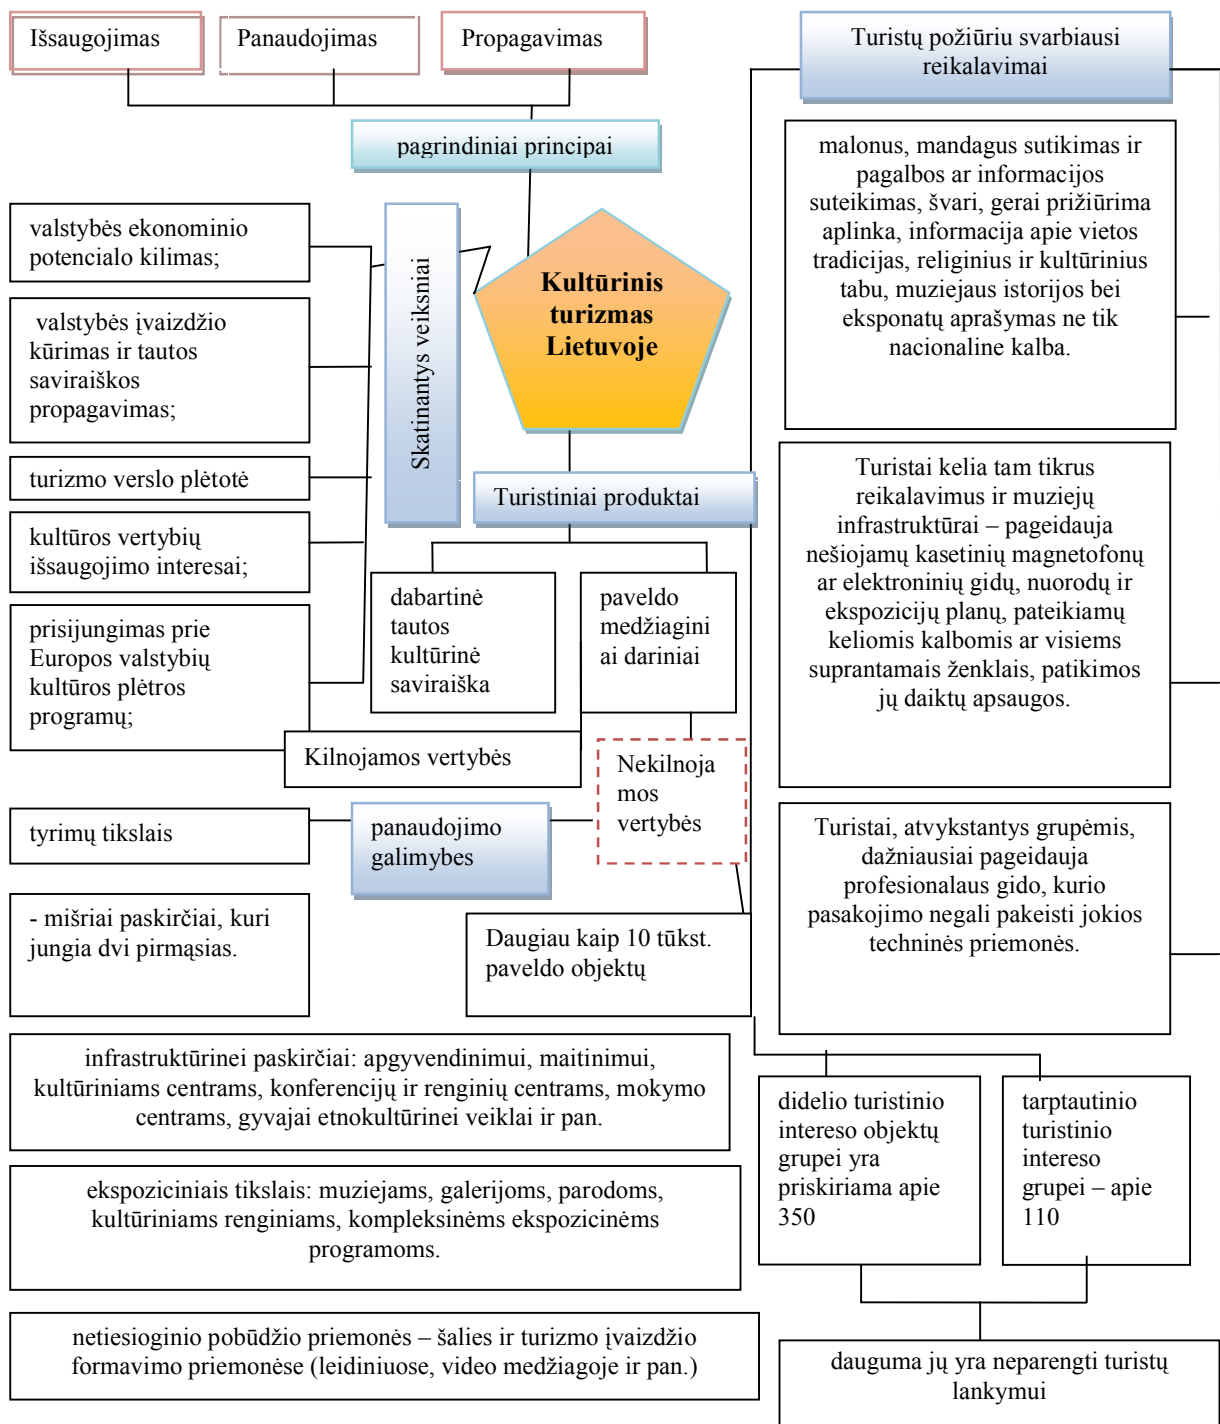 Išsaugojimas
Panaudojimas
Propagavimas
Turistų požiūriu svarbiausi
reikalavimai
pagrindiniai principai
malonus, mandagus sutikimas ir
pagalbos ar informacijos
suteikimas, švari, gerai prižiūrima
aplinka, informacija apie vietos
tradicijas, religinius ir kultūrinius
tabu, muziejaus istorijos bei
eksponatų aprašymas ne tik
nacionaline kalba.
valstybės ekonominio
potencialo kilimas;
valstybės įvaizdžio
kūrimas ir tautos
saviraiškos
propagavimas;
turizmo verslo plėtotė
kultūros vertybių
išsaugojimo interesai;
prisijungimas prie
Europos valstybių
kultūros plėtros
programų;
Skatinantys veiksniai
Kultūrinis
turizmas
Lietuvoje
Turistiniai produktai
dabartinė
tautos
kultūrinė
saviraiška
paveldo
medžiagini
ai dariniai
Turistai kelia tam tikrus
reikalavimus ir muziejų
infrastruktūrai – pageidauja
nešiojamų kasetinių magnetofonų
ar elektroninių gidų, nuorodų ir
ekspozicijų planų, pateikiamų
keliomis kalbomis ar visiems
suprantamais ženklais, patikimos
jų daiktų apsaugos.
Kilnojamos vertybės
Nekilnoja
mos
vertybės
tyrimų tikslais
panaudojimo
galimybes
Turistai, atvykstantys grupėmis,
dažniausiai pageidauja
profesionalaus gido, kurio
pasakojimo negali pakeisti jokios
techninės priemonės.
- mišriai paskirčiai, kuri
jungia dvi pirmąsias.
Daugiau kaip 10 tūkst.
paveldo objektų
infrastruktūrinei paskirčiai: apgyvendinimui, maitinimui,
kultūriniams centrams, konferencijų ir renginių centrams, mokymo
centrams, gyvajai etnokultūrinei veiklai ir pan.
didelio turistinio
intereso objektų
grupei yra
priskiriama apie
350
tarptautinio
turistinio
intereso
grupei – apie
110
ekspoziciniais tikslais: muziejams, galerijoms, parodoms,
kultūriniams renginiams, kompleksinėms ekspozicinėms
programoms.
netiesioginio pobūdžio priemonės – šalies ir turizmo įvaizdžio
formavimo priemonėse (leidiniuose, video medžiagoje ir pan.)
dauguma jų yra neparengti turistų
lankymui